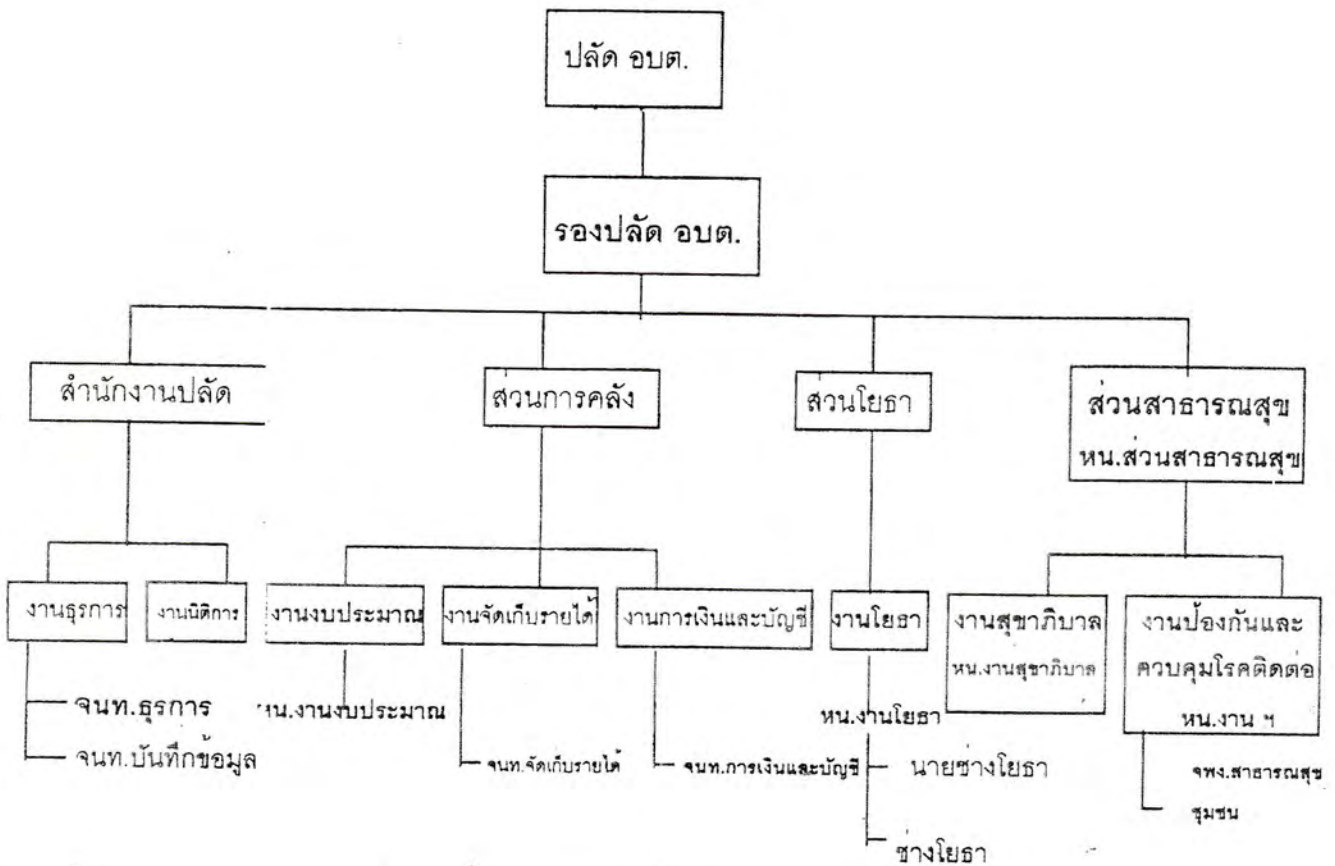 ปลัด อบต.
รองปลัด อบต.
สำนักงานปลัด
ส่วนการคลัง
ส่วนโยธา
ส่วนสาธารณสุข
หน.ส่วนสาธารณสุข
งานธุรการ
งานนิติการ
งานงบประมาณ
งานจัดเก็บรายได้
งานการเงินและบัญชี
งานโยธา
งานสุขาภิบาล
หน.งานสุขาภิบาล
งานป้องกันและ
ควบคุมโรคติดต่อ
หน.งาน ฯ
จนท.ธุรการ
จนท.บันทึกข้อมูล
หน.งานงบประมาณ
จนท.จัดเก็บรายได้
จนท.การเงินและบัญชี
หน.งานโยธา
นายช่างโยธา
ช่างโยธา
จพง.สาธารณสุข
ชุมชน